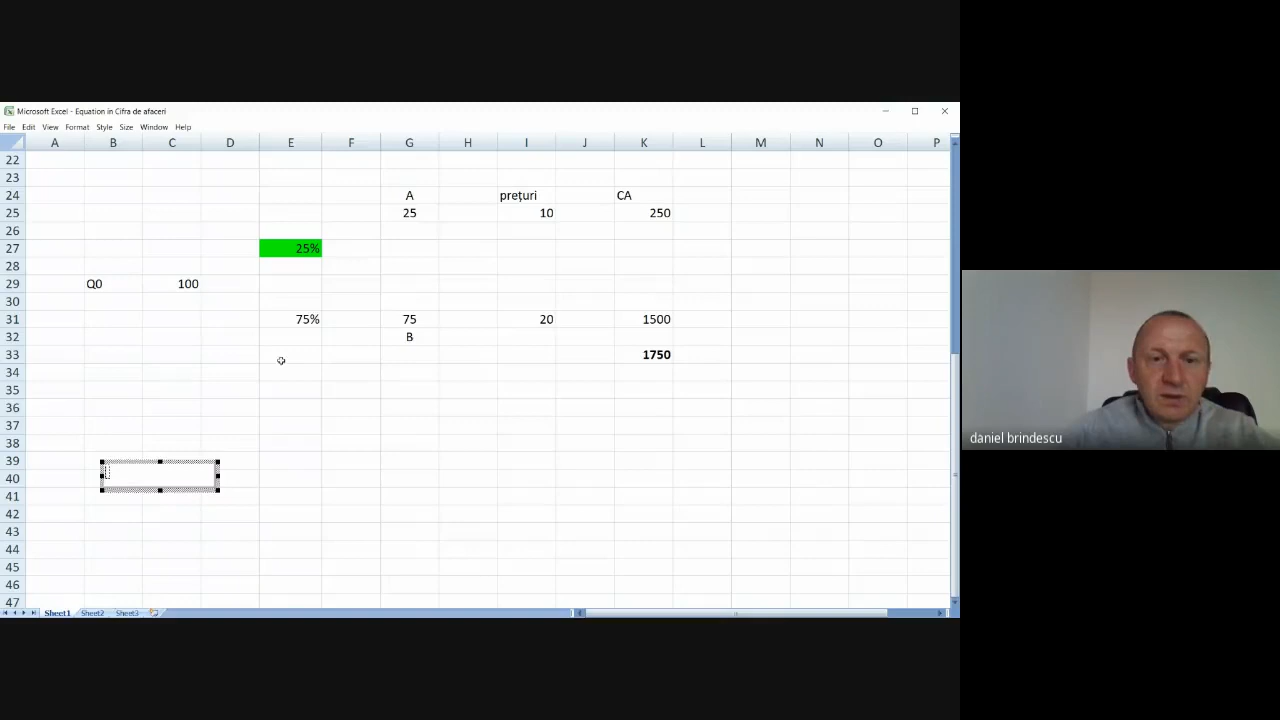 Microsoft Excel - Equation in Cifra de afaceri
File Edit View Format Style Size Window Help
A B C D E F G H I J K L M N O P
22
23
24 A prețuri CA
25 25 10 250
26
27 25%
28
29 Q0 100
30
31 75% 75 20 1500
32 B
33 1750
34
35
36
37
38
39
40
41
42
43
44
45
46
47
Sheet1 Sheet2 Sheet3
daniel brindescu